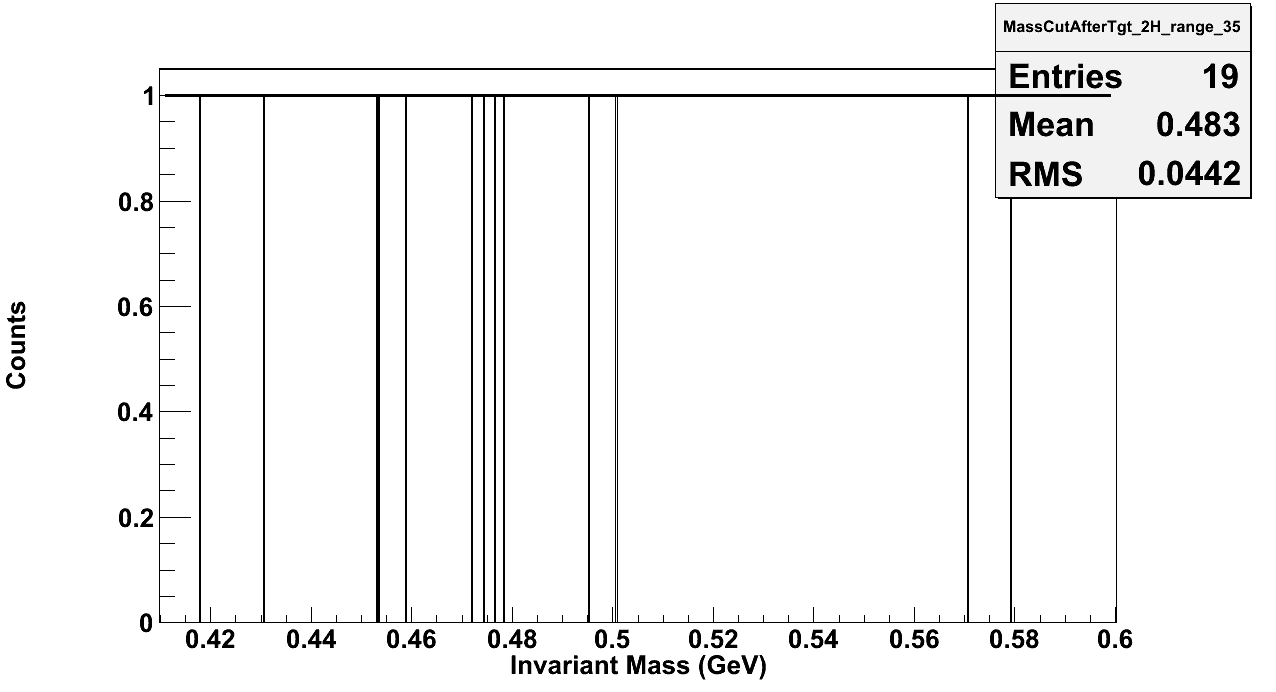 MassCutAfterTgt_2H_range_35
Entries 19
Mean 0.483
RMS 0.0442
1
0.8
0.6
0.4
0.2
0
Counts
0.42 0.44 0.46 0.48 0.5 0.52 0.54 0.56 0.58 0.6
Invariant Mass (GeV)